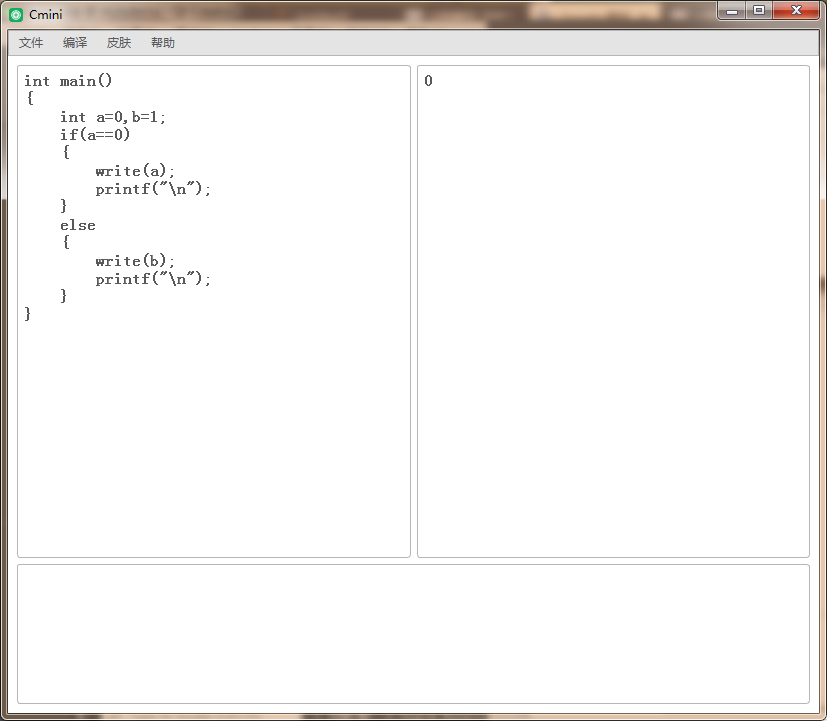 Cmini
文件 编译 皮肤 帮助
int main()
{
    int a=0,b=1;
    if(a==0)
    {
        write(a);
        printf("\n");
    }
    else
    {
        write(b);
        printf("\n");
    }
}
0